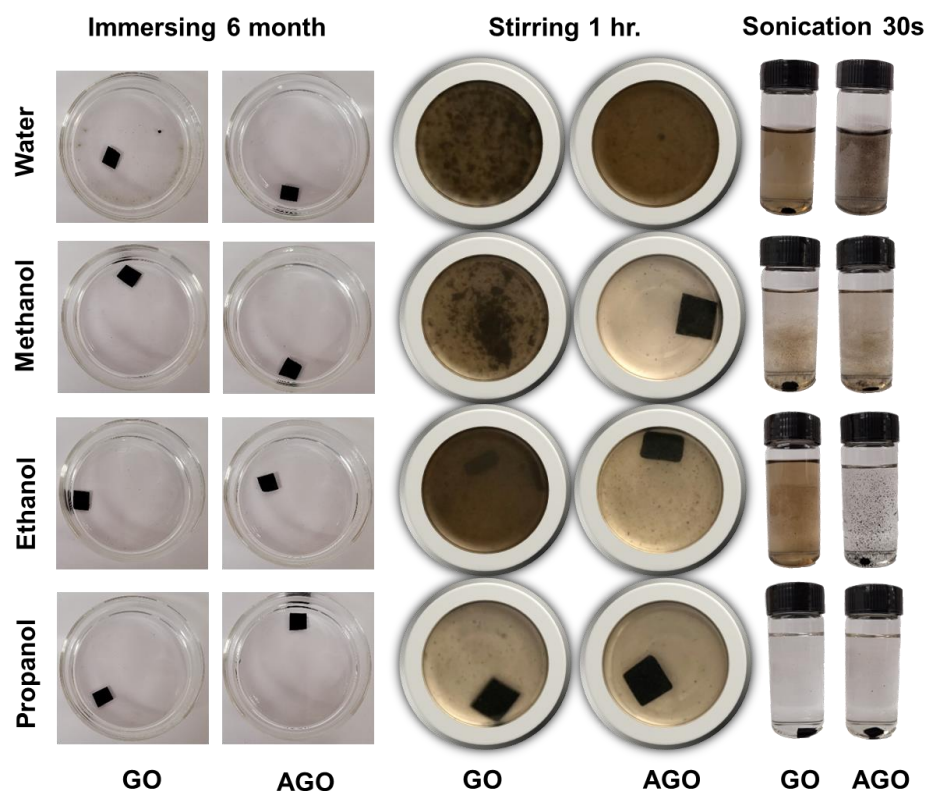 Immersing 6 month Stirring 1 hr. Sonication 30s
Water
Methanol
Ethanol
Propanol
GO AGO GO AGO GO AGO